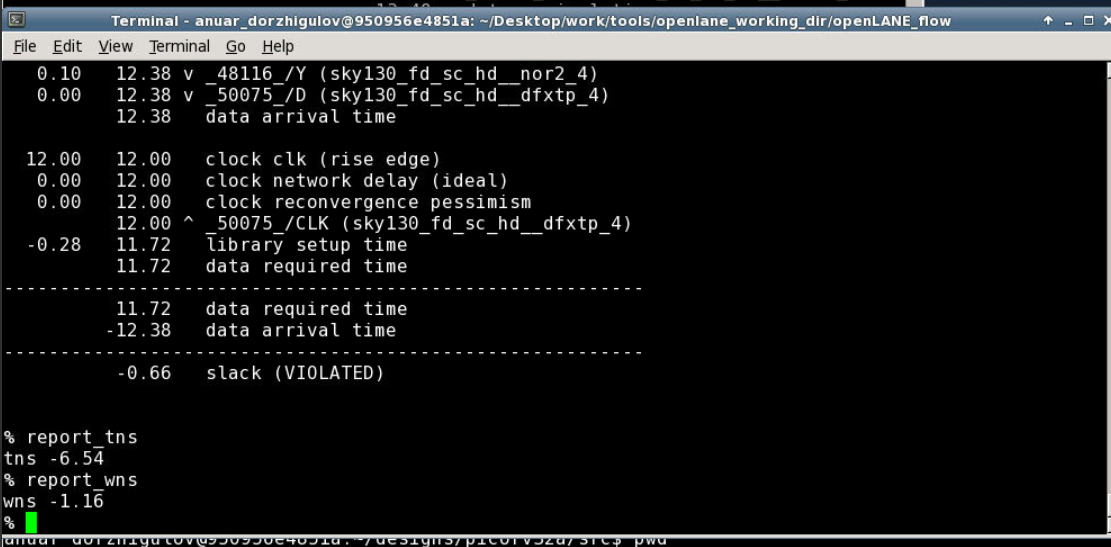 Terminal - anuar_dorzhigulov@950956e4851a: ~/Desktop/work/tools/openlane_working_dir/openLANE_flow
File Edit View Terminal Go Help
0.10 12.38 v _48116_/Y (sky130_fd_sc_hd__nor2_4)
0.00 12.38 v _50075_/D (sky130_fd_sc_hd__dfxtp_4)
12.38 data arrival time
12.00 12.00 clock clk (rise edge)
0.00 12.00 clock network delay (ideal)
0.00 12.00 clock reconvergence pessimism
12.00 ^ _50075_/CLK (sky130_fd_sc_hd__dfxtp_4)
-0.28 11.72 library setup time
11.72 data required time
---------------------------------------------------------
11.72 data required time
-12.38 data arrival time
---------------------------------------------------------
-0.66 slack (VIOLATED)
% report_tns
tns -6.54
% report_wns
wns -1.16
%
anuar_dorzhigulov@950956e4851a:~/designs/picorv32a/src$ pwd